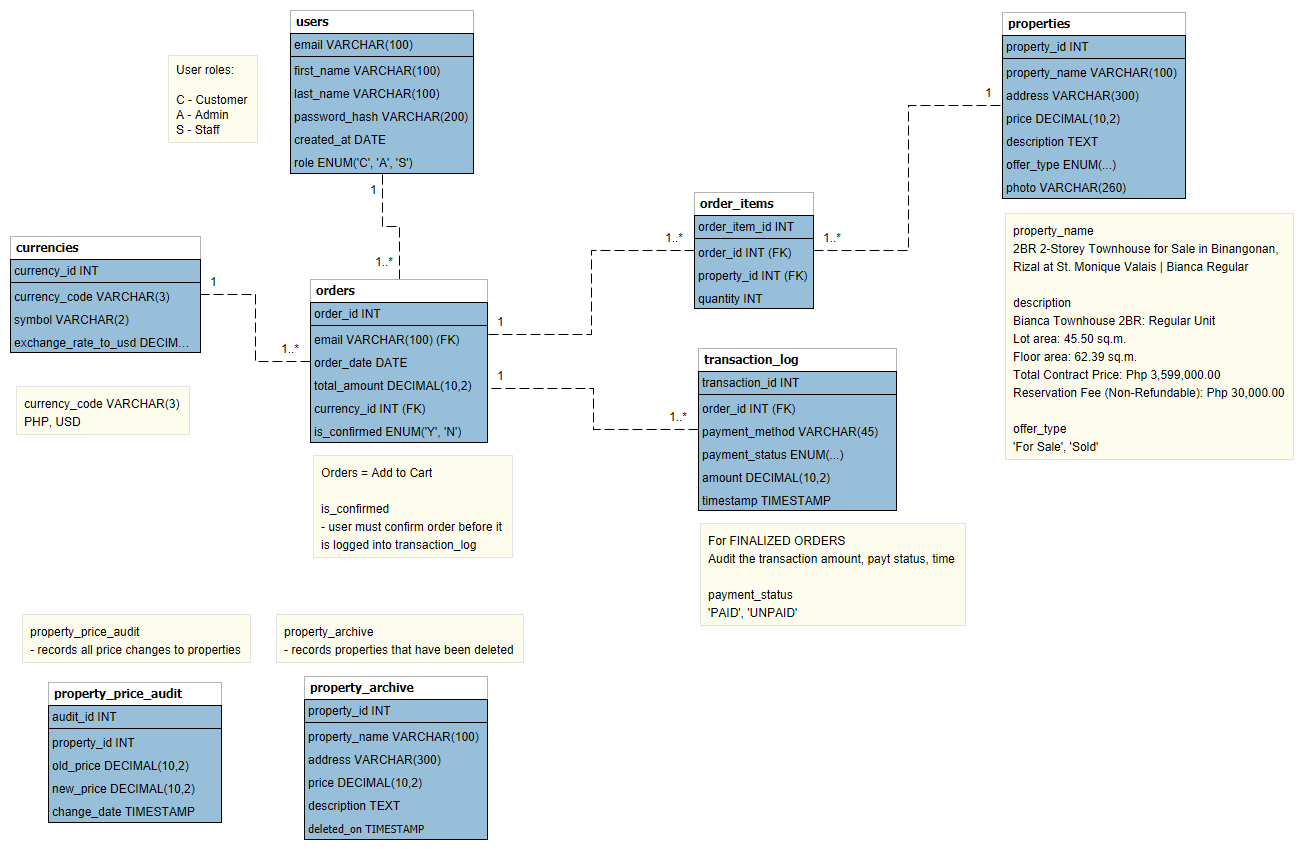 users
email VARCHAR(100)
first_name VARCHAR(100)
last_name VARCHAR(100)
password_hash VARCHAR(200)
created_at DATE
role ENUM('C', 'A', 'S')
User roles:
C - Customer
A - Admin
S - Staff
properties
property_id INT
property_name VARCHAR(100)
address VARCHAR(300)
price DECIMAL(10,2)
description TEXT
offer_type ENUM(...)
photo VARCHAR(260)
1
1
1..*
order_items
order_item_id INT
order_id INT (FK)
property_id INT (FK)
quantity INT
1..*
1..*
property_name
2BR 2-Storey Townhouse for Sale in Binangonan,
Rizal at St. Monique Valais | Bianca Regular
description
Bianca Townhouse 2BR: Regular Unit
Lot area: 45.50 sq.m.
Floor area: 62.39 sq.m.
Total Contract Price: Php 3,599,000.00
Reservation Fee (Non-Refundable): Php 30,000.00
offer_type
'For Sale', 'Sold'
currencies
currency_id INT
currency_code VARCHAR(3)
symbol VARCHAR(2)
exchange_rate_to_usd DECIM...
1
1..*
currency_code VARCHAR(3)
PHP, USD
orders
order_id INT
email VARCHAR(100) (FK)
order_date DATE
total_amount DECIMAL(10,2)
currency_id INT (FK)
is_confirmed ENUM('Y', 'N')
1
1
1..*
Orders = Add to Cart
is_confirmed
- user must confirm order before it
is logged into transaction_log
transaction_log
transaction_id INT
order_id INT (FK)
payment_method VARCHAR(45)
payment_status ENUM(...)
amount DECIMAL(10,2)
timestamp TIMESTAMP
For FINALIZED ORDERS
Audit the transaction amount, payt status, time
payment_status
'PAID', 'UNPAID'
property_price_audit
- records all price changes to properties
property_price_audit
audit_id INT
property_id INT
old_price DECIMAL(10,2)
new_price DECIMAL(10,2)
change_date TIMESTAMP
property_archive
- records properties that have been deleted
property_archive
property_id INT
property_name VARCHAR(100)
address VARCHAR(300)
price DECIMAL(10,2)
description TEXT
deleted_on TIMESTAMP